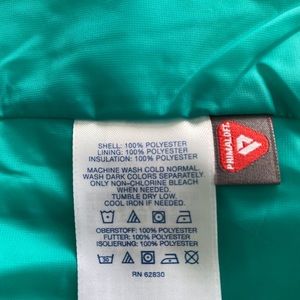 SHELL: 100% POLYESTER
LINING: 100% POLYESTER
INSULATION: 100% POLYESTER
MACHINE WASH COLD NORMAL
WASH DARK COLORS SEPARATELY.
ONLY NON-CHLORINE BLEACH
WHEN NEEDED.
TUMBLE DRY LOW.
COOL IRON IF NEEDED.
OBERSTOFF: 100% POLYESTER
FUTTER: 100% POLYESTER
ISOLIERUNG: 100% POLYESTER
RN 62830
PRIMALOFT